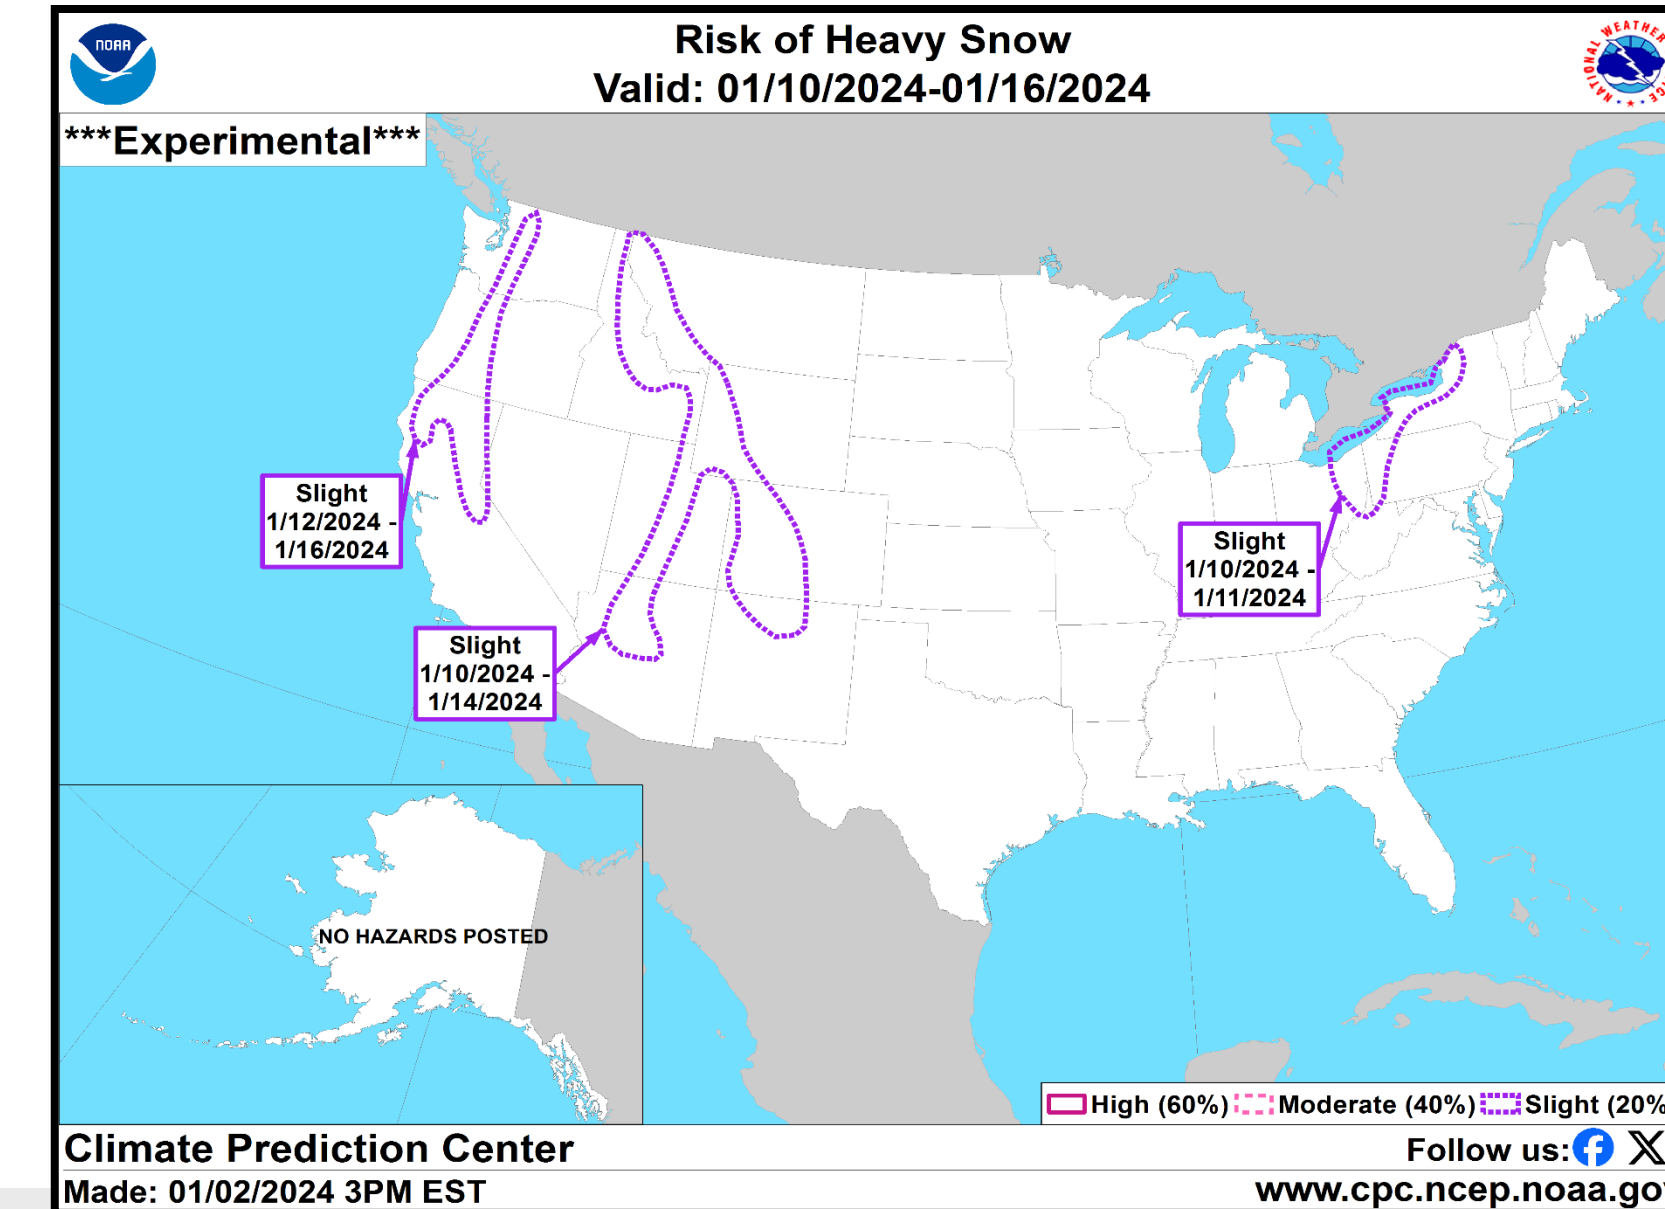 NOAA
Risk of Heavy Snow
Valid: 01/10/2024-01/16/2024
NATIONAL WEATHER
***Experimental***
Slight
1/12/2024 -
1/16/2024
Slight
1/10/2024 -
1/14/2024
Slight
1/10/2024 -
1/11/2024
NO HAZARDS POSTED
High (60%) Moderate (40%) Slight (20%
Climate Prediction Center
Follow us:
Made: 01/02/2024 3PM EST
www.cpc.ncep.noaa.gov